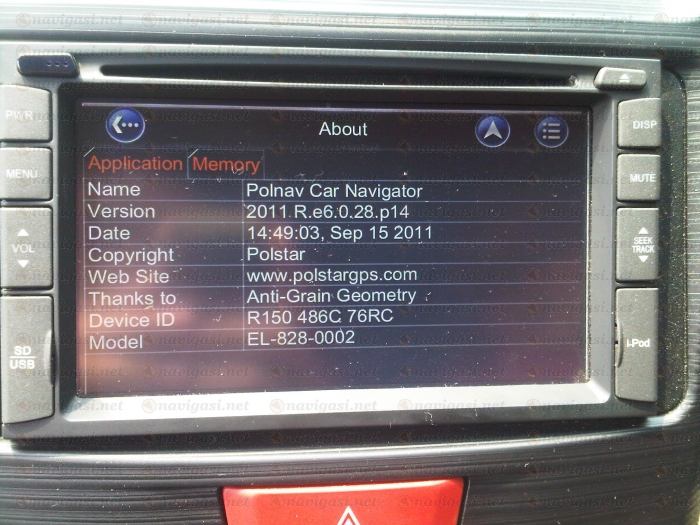 PWR
MENU
VOL
SD
USB
About
Application Memory
Name Polnav Car Navigator
Version 2011.R.e6.0.28.p14
Date 14:49:03, Sep 15 2011
Copyright Polstar
Web Site www.polstargps.com
Thanks to Anti-Grain Geometry
Device ID R150 486C 76RC
Model EL-828-0002
DISP
MUTE
SEEK
TRACK
i-Pod
navigasi.net